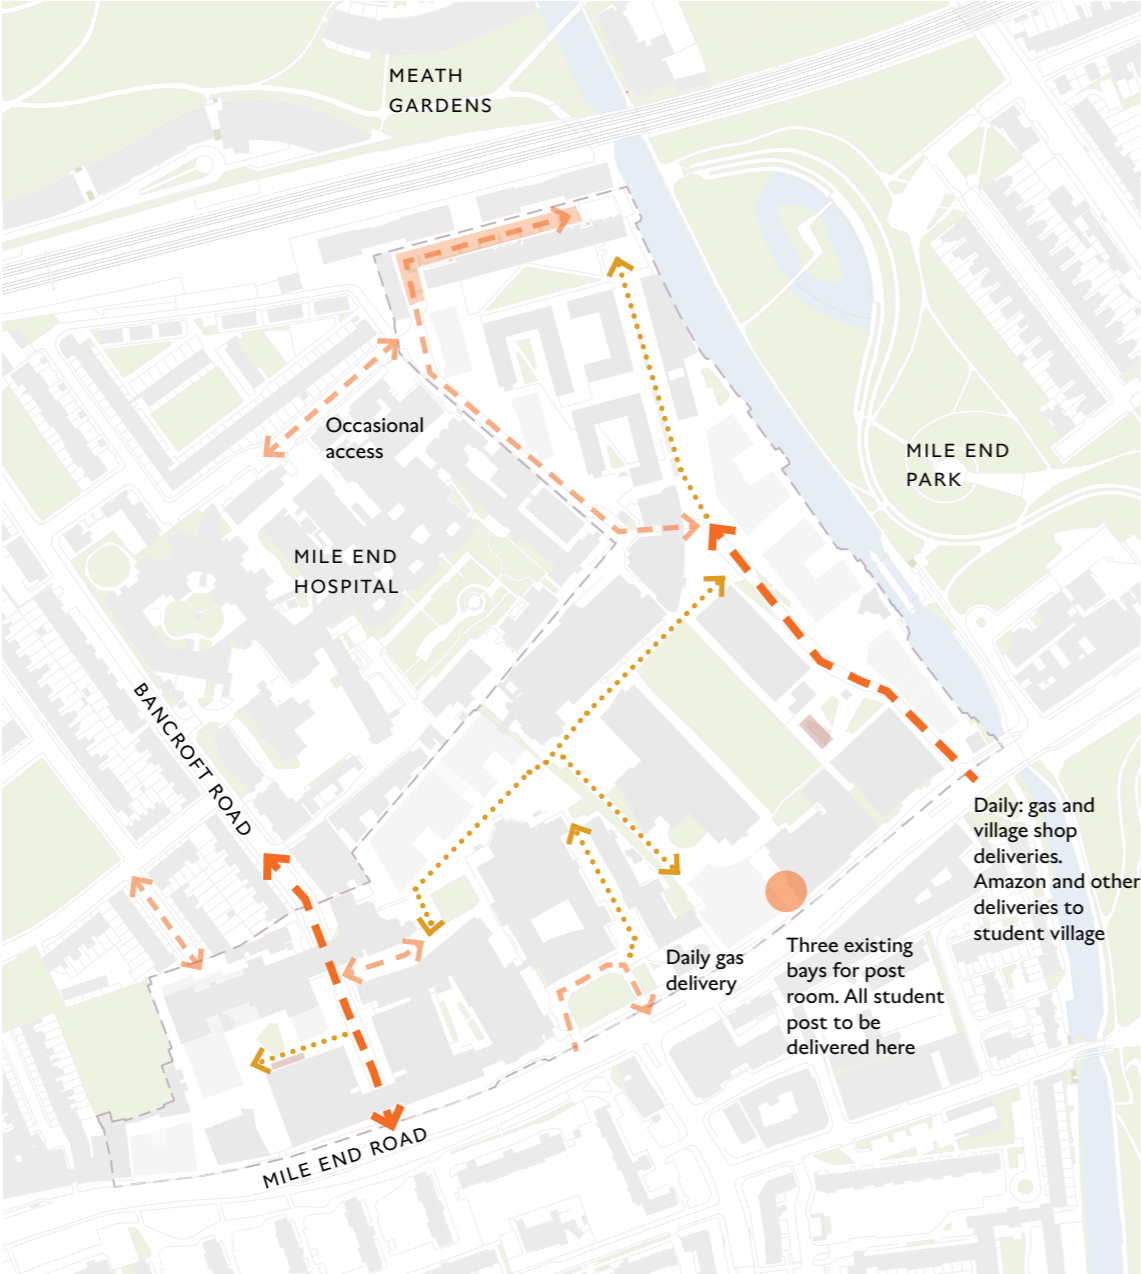 MEATH
GARDENS
Occasional
access
MILE END
PARK
MILE END
HOSPITAL
BANCROFT ROAD
Daily: gas and
village shop
deliveries.
Amazon and other
deliveries to
student village
Daily gas
delivery
Three existing
bays for post
room. All student
post to be
delivered here
MILE END ROAD